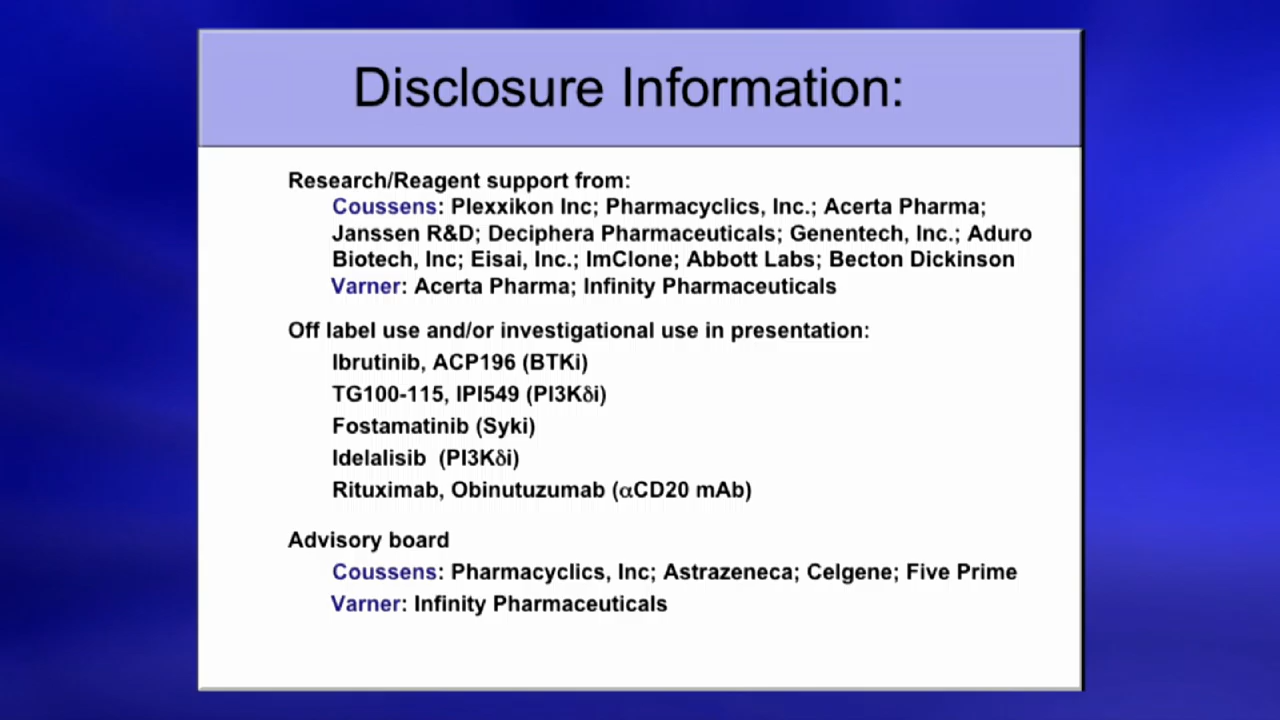 Disclosure Information:
Research/Reagent support from:
Coussens: Plexxikon Inc; Pharmacyclics, Inc.; Acerta Pharma;
Janssen R&D; Deciphera Pharmaceuticals; Genentech, Inc.; Aduro
Biotech, Inc; Eisai, Inc.; ImClone; Abbott Labs; Becton Dickinson
Varner: Acerta Pharma; Infinity Pharmaceuticals
Off label use and/or investigational use in presentation:
Ibrutinib, ACP196 (BTKi)
TG100-115, IPI549 (PI3Kδi)
Fostamatinib (Syki)
Idelalisib (PI3Kδi)
Rituximab, Obinutuzumab (αCD20 mAb)
Advisory board
Coussens: Pharmacyclics, Inc; Astrazeneca; Celgene; Five Prime
Varner: Infinity Pharmaceuticals